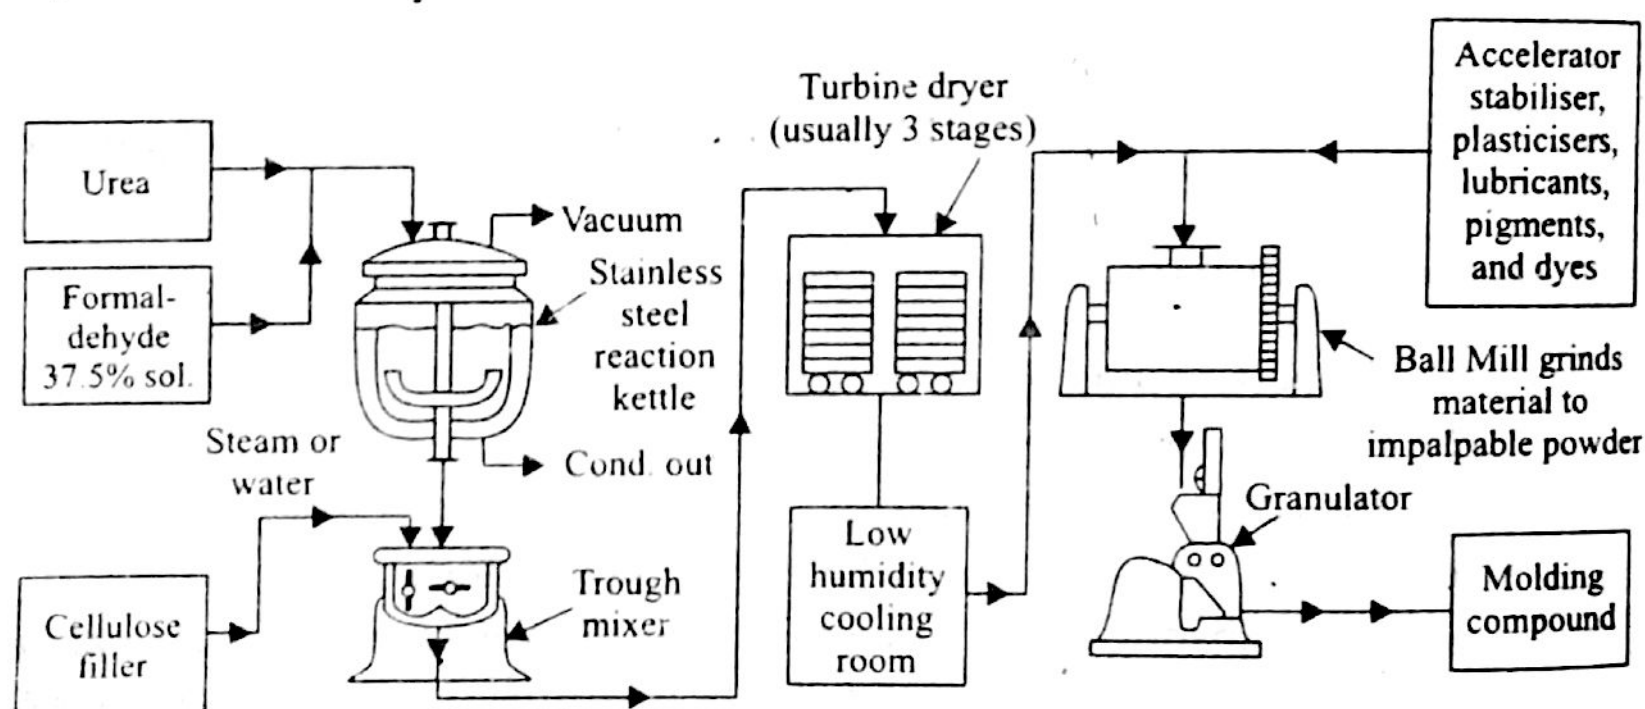 Urea
Formal-
dehyde
37.5% sol.
Vacuum
Stainless
steel
reaction
kettle
Cond. out
Steam or
water
Cellulose
filler
Trough
mixer
Turbine dryer
(usually 3 stages)
Low
humidity
cooling
room
Accelerator
stabiliser,
plasticisers,
lubricants,
pigments,
and dyes
Ball Mill grinds
material to
impalpable powder
Granulator
Molding
compound